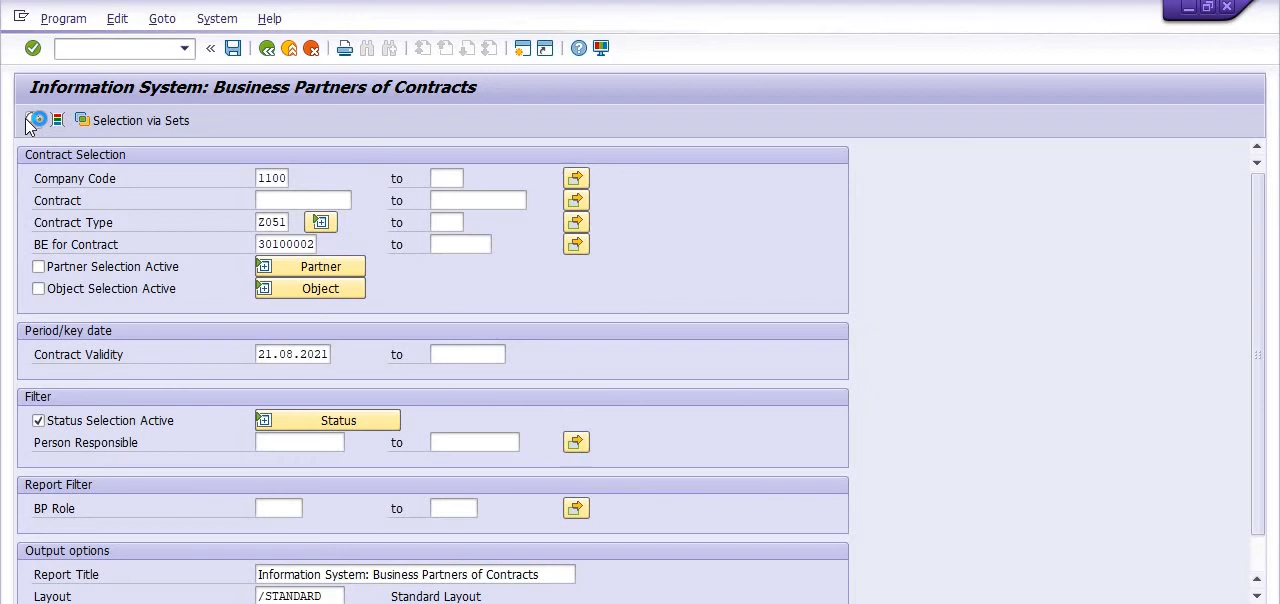 Program Edit Goto System Help
Information System: Business Partners of Contracts
Selection via Sets
Contract Selection
Company Code 1100 to
Contract to
Contract Type Z051 to
BE for Contract 30100002 to
Partner Selection Active Partner
Object Selection Active Object
Period/key date
Contract Validity 21.08.2021 to
Filter
Status Selection Active Status
Person Responsible to
Report Filter
BP Role to
Output options
Report Title Information System: Business Partners of Contracts
Layout /STANDARD Standard Layout